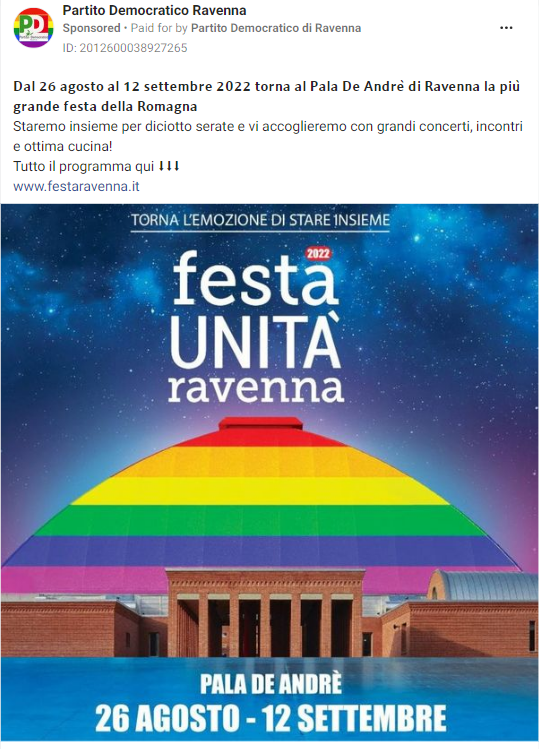 Partito Democratico Ravenna
Sponsored • Paid for by Partito Democratico di Ravenna
ID: 2012600038927265
Dal 26 agosto al 12 settembre 2022 torna al Pala De Andrè di Ravenna la più
grande festa della Romagna
Staremo insieme per diciotto serate e vi accoglieremo con grandi concerti, incontri
e ottima cucina!
Tutto il programma qui ⬇⬇⬇
www.festaravenna.it
PD
TORNA L'EMOZIONE DI STARE INSIEME
2022
festa
UNITÀ
ravenna
PALA DE ANDRÈ
26 AGOSTO - 12 SETTEMBRE